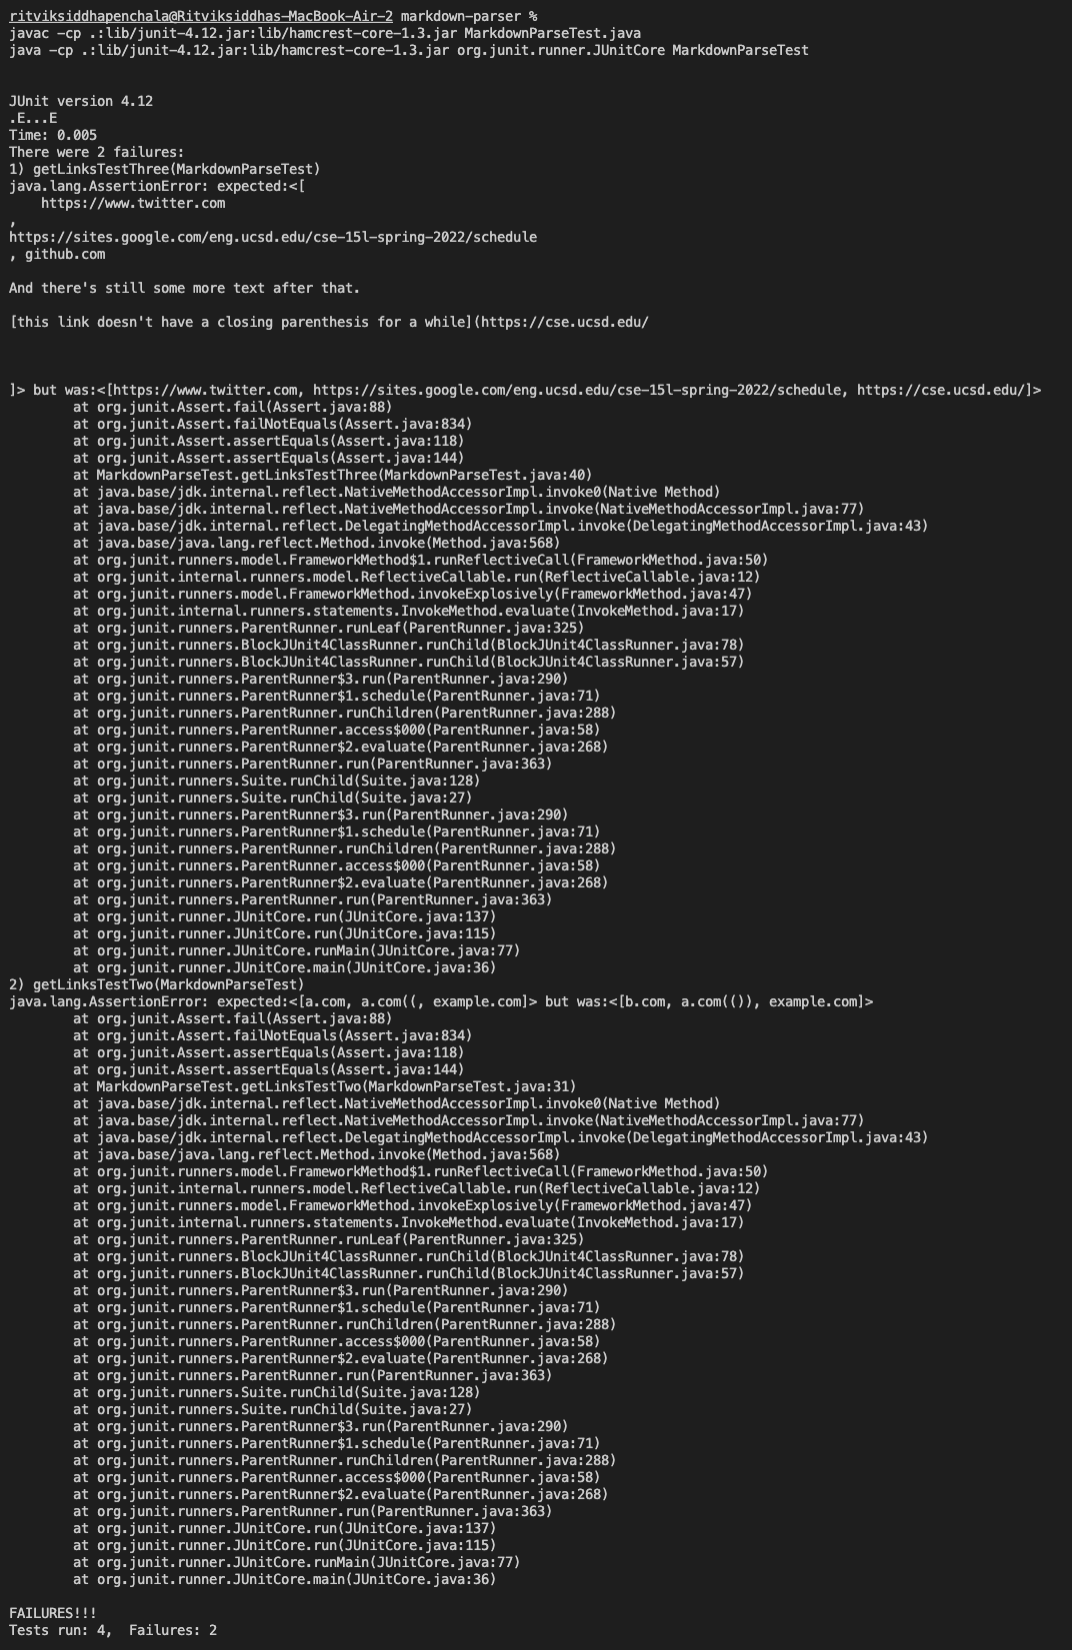 ritviksiddhapenchala@Ritviksiddhas-MacBook-Air-2 markdown-parser %
javac -cp .:lib/junit-4.12.jar:lib/hamcrest-core-1.3.jar MarkdownParseTest.java
java -cp .:lib/junit-4.12.jar:lib/hamcrest-core-1.3.jar org.junit.runner.JUnitCore MarkdownParseTest
JUnit version 4.12
.E...E
Time: 0.005
There were 2 failures:
1) getLinksTestThree(MarkdownParseTest)
java.lang.AssertionError: expected:<[
    https://www.twitter.com
,
https://sites.google.com/eng.ucsd.edu/cse-15l-spring-2022/schedule
, github.com
And there's still some more text after that.
[this link doesn't have a closing parenthesis for a while](https://cse.ucsd.edu/
]> but was:<[https://www.twitter.com, https://sites.google.com/eng.ucsd.edu/cse-15l-spring-2022/schedule, https://cse.ucsd.edu/]>
        at org.junit.Assert.fail(Assert.java:88)
        at org.junit.Assert.failNotEquals(Assert.java:834)
        at org.junit.Assert.assertEquals(Assert.java:118)
        at org.junit.Assert.assertEquals(Assert.java:144)
        at MarkdownParseTest.getLinksTestThree(MarkdownParseTest.java:40)
        at java.base/jdk.internal.reflect.NativeMethodAccessorImpl.invoke0(Native Method)
        at java.base/jdk.internal.reflect.NativeMethodAccessorImpl.invoke(NativeMethodAccessorImpl.java:77)
        at java.base/jdk.internal.reflect.DelegatingMethodAccessorImpl.invoke(DelegatingMethodAccessorImpl.java:43)
        at java.base/java.lang.reflect.Method.invoke(Method.java:568)
        at org.junit.runners.model.FrameworkMethod$1.runReflectiveCall(FrameworkMethod.java:50)
        at org.junit.internal.runners.model.ReflectiveCallable.run(ReflectiveCallable.java:12)
        at org.junit.runners.model.FrameworkMethod.invokeExplosively(FrameworkMethod.java:47)
        at org.junit.internal.runners.statements.InvokeMethod.evaluate(InvokeMethod.java:17)
        at org.junit.runners.ParentRunner.runLeaf(ParentRunner.java:325)
        at org.junit.runners.BlockJUnit4ClassRunner.runChild(BlockJUnit4ClassRunner.java:78)
        at org.junit.runners.BlockJUnit4ClassRunner.runChild(BlockJUnit4ClassRunner.java:57)
        at org.junit.runners.ParentRunner$3.run(ParentRunner.java:290)
        at org.junit.runners.ParentRunner$1.schedule(ParentRunner.java:71)
        at org.junit.runners.ParentRunner.runChildren(ParentRunner.java:288)
        at org.junit.runners.ParentRunner.access$000(ParentRunner.java:58)
        at org.junit.runners.ParentRunner$2.evaluate(ParentRunner.java:268)
        at org.junit.runners.ParentRunner.run(ParentRunner.java:363)
        at org.junit.runners.Suite.runChild(Suite.java:128)
        at org.junit.runners.Suite.runChild(Suite.java:27)
        at org.junit.runners.ParentRunner$3.run(ParentRunner.java:290)
        at org.junit.runners.ParentRunner$1.schedule(ParentRunner.java:71)
        at org.junit.runners.ParentRunner.runChildren(ParentRunner.java:288)
        at org.junit.runners.ParentRunner.access$000(ParentRunner.java:58)
        at org.junit.runners.ParentRunner$2.evaluate(ParentRunner.java:268)
        at org.junit.runners.ParentRunner.run(ParentRunner.java:363)
        at org.junit.runner.JUnitCore.run(JUnitCore.java:137)
        at org.junit.runner.JUnitCore.run(JUnitCore.java:115)
        at org.junit.runner.JUnitCore.runMain(JUnitCore.java:77)
        at org.junit.runner.JUnitCore.main(JUnitCore.java:36)
2) getLinksTestTwo(MarkdownParseTest)
java.lang.AssertionError: expected:<[a.com, a.com((, example.com]> but was:<[b.com, a.com(()), example.com]>
        at org.junit.Assert.fail(Assert.java:88)
        at org.junit.Assert.failNotEquals(Assert.java:834)
        at org.junit.Assert.assertEquals(Assert.java:118)
        at org.junit.Assert.assertEquals(Assert.java:144)
        at MarkdownParseTest.getLinksTestTwo(MarkdownParseTest.java:31)
        at java.base/jdk.internal.reflect.NativeMethodAccessorImpl.invoke0(Native Method)
        at java.base/jdk.internal.reflect.NativeMethodAccessorImpl.invoke(NativeMethodAccessorImpl.java:77)
        at java.base/jdk.internal.reflect.DelegatingMethodAccessorImpl.invoke(DelegatingMethodAccessorImpl.java:43)
        at java.base/java.lang.reflect.Method.invoke(Method.java:568)
        at org.junit.runners.model.FrameworkMethod$1.runReflectiveCall(FrameworkMethod.java:50)
        at org.junit.internal.runners.model.ReflectiveCallable.run(ReflectiveCallable.java:12)
        at org.junit.runners.model.FrameworkMethod.invokeExplosively(FrameworkMethod.java:47)
        at org.junit.internal.runners.statements.InvokeMethod.evaluate(InvokeMethod.java:17)
        at org.junit.runners.ParentRunner.runLeaf(ParentRunner.java:325)
        at org.junit.runners.BlockJUnit4ClassRunner.runChild(BlockJUnit4ClassRunner.java:78)
        at org.junit.runners.BlockJUnit4ClassRunner.runChild(BlockJUnit4ClassRunner.java:57)
        at org.junit.runners.ParentRunner$3.run(ParentRunner.java:290)
        at org.junit.runners.ParentRunner$1.schedule(ParentRunner.java:71)
        at org.junit.runners.ParentRunner.runChildren(ParentRunner.java:288)
        at org.junit.runners.ParentRunner.access$000(ParentRunner.java:58)
        at org.junit.runners.ParentRunner$2.evaluate(ParentRunner.java:268)
        at org.junit.runners.ParentRunner.run(ParentRunner.java:363)
        at org.junit.runners.Suite.runChild(Suite.java:128)
        at org.junit.runners.Suite.runChild(Suite.java:27)
        at org.junit.runners.ParentRunner$3.run(ParentRunner.java:290)
        at org.junit.runners.ParentRunner$1.schedule(ParentRunner.java:71)
        at org.junit.runners.ParentRunner.runChildren(ParentRunner.java:288)
        at org.junit.runners.ParentRunner.access$000(ParentRunner.java:58)
        at org.junit.runners.ParentRunner$2.evaluate(ParentRunner.java:268)
        at org.junit.runners.ParentRunner.run(ParentRunner.java:363)
        at org.junit.runner.JUnitCore.run(JUnitCore.java:137)
        at org.junit.runner.JUnitCore.run(JUnitCore.java:115)
        at org.junit.runner.JUnitCore.runMain(JUnitCore.java:77)
        at org.junit.runner.JUnitCore.main(JUnitCore.java:36)
FAILURES!!!
Tests run: 4,  Failures: 2